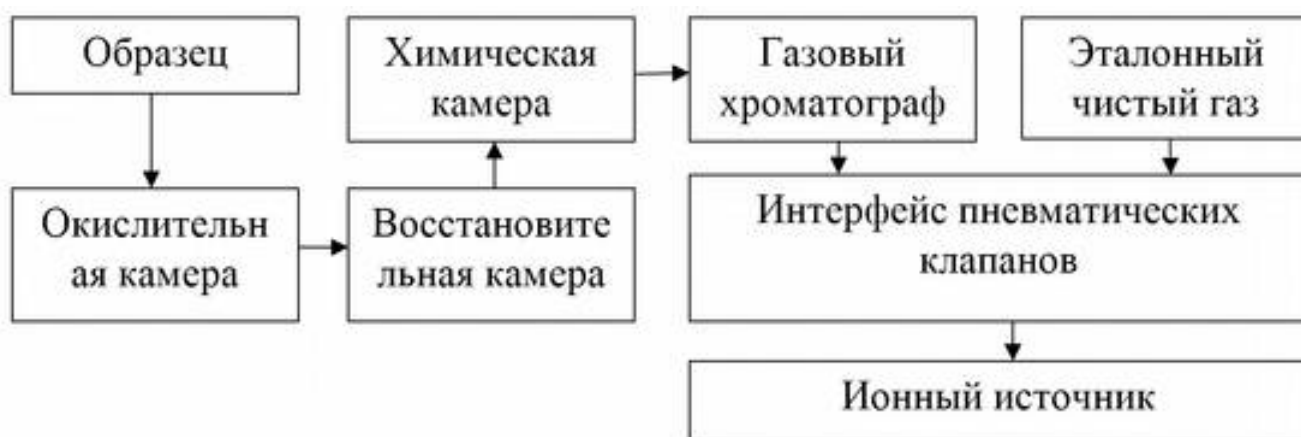 Образец
Химическая
камера
Газовый
хроматограф
Эталонный
чистый газ
Окислительн
ая камера
Восстановите
льная камера
Интерфейс пневматических
клапанов
Ионный источник